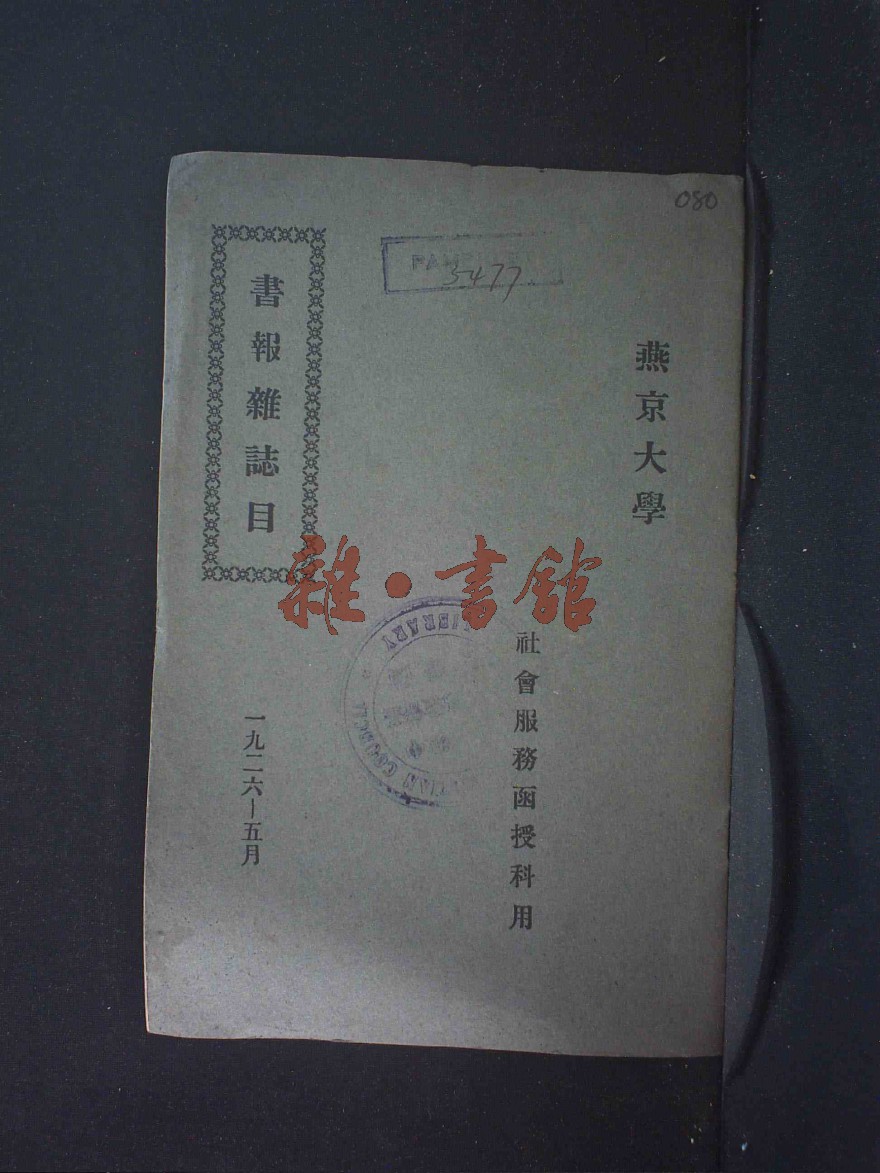 080
3477
燕京大學
社會服務函授科用
書報雜誌目
一九二六—五月
雜·書館
LIBRARY